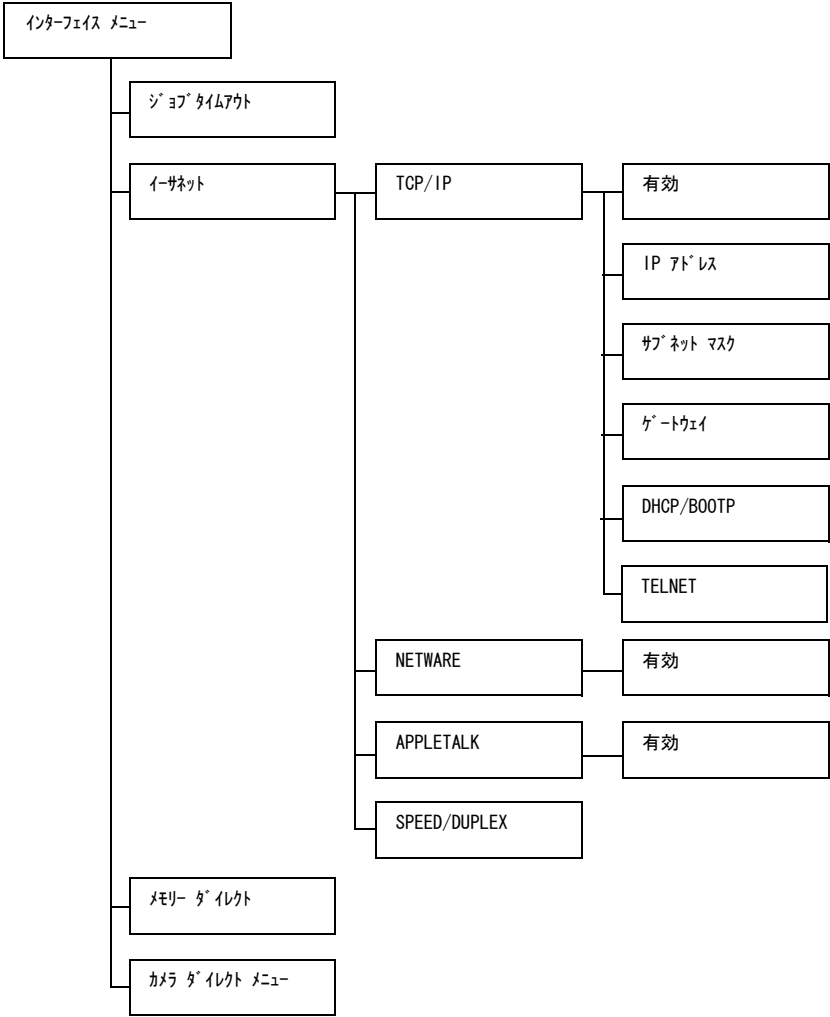 ｲﾝﾀｰﾌｪｲｽ ﾒﾆｭｰ
ｼﾞｮﾌﾞﾀｲﾑｱｳﾄ
ｲｰｻﾈｯﾄ
TCP/IP
有効
IP ｱﾄﾞﾚｽ
ｻﾌﾞﾈｯﾄ ﾏｽｸ
ｹﾞｰﾄｳｪｲ
DHCP/BOOTP
TELNET
NETWARE
有効
APPLETALK
有効
SPEED/DUPLEX
ﾒﾓﾘｰ ﾀﾞｲﾚｸﾄ
ｶﾒﾗ ﾀﾞｲﾚｸﾄ ﾒﾆｭｰ